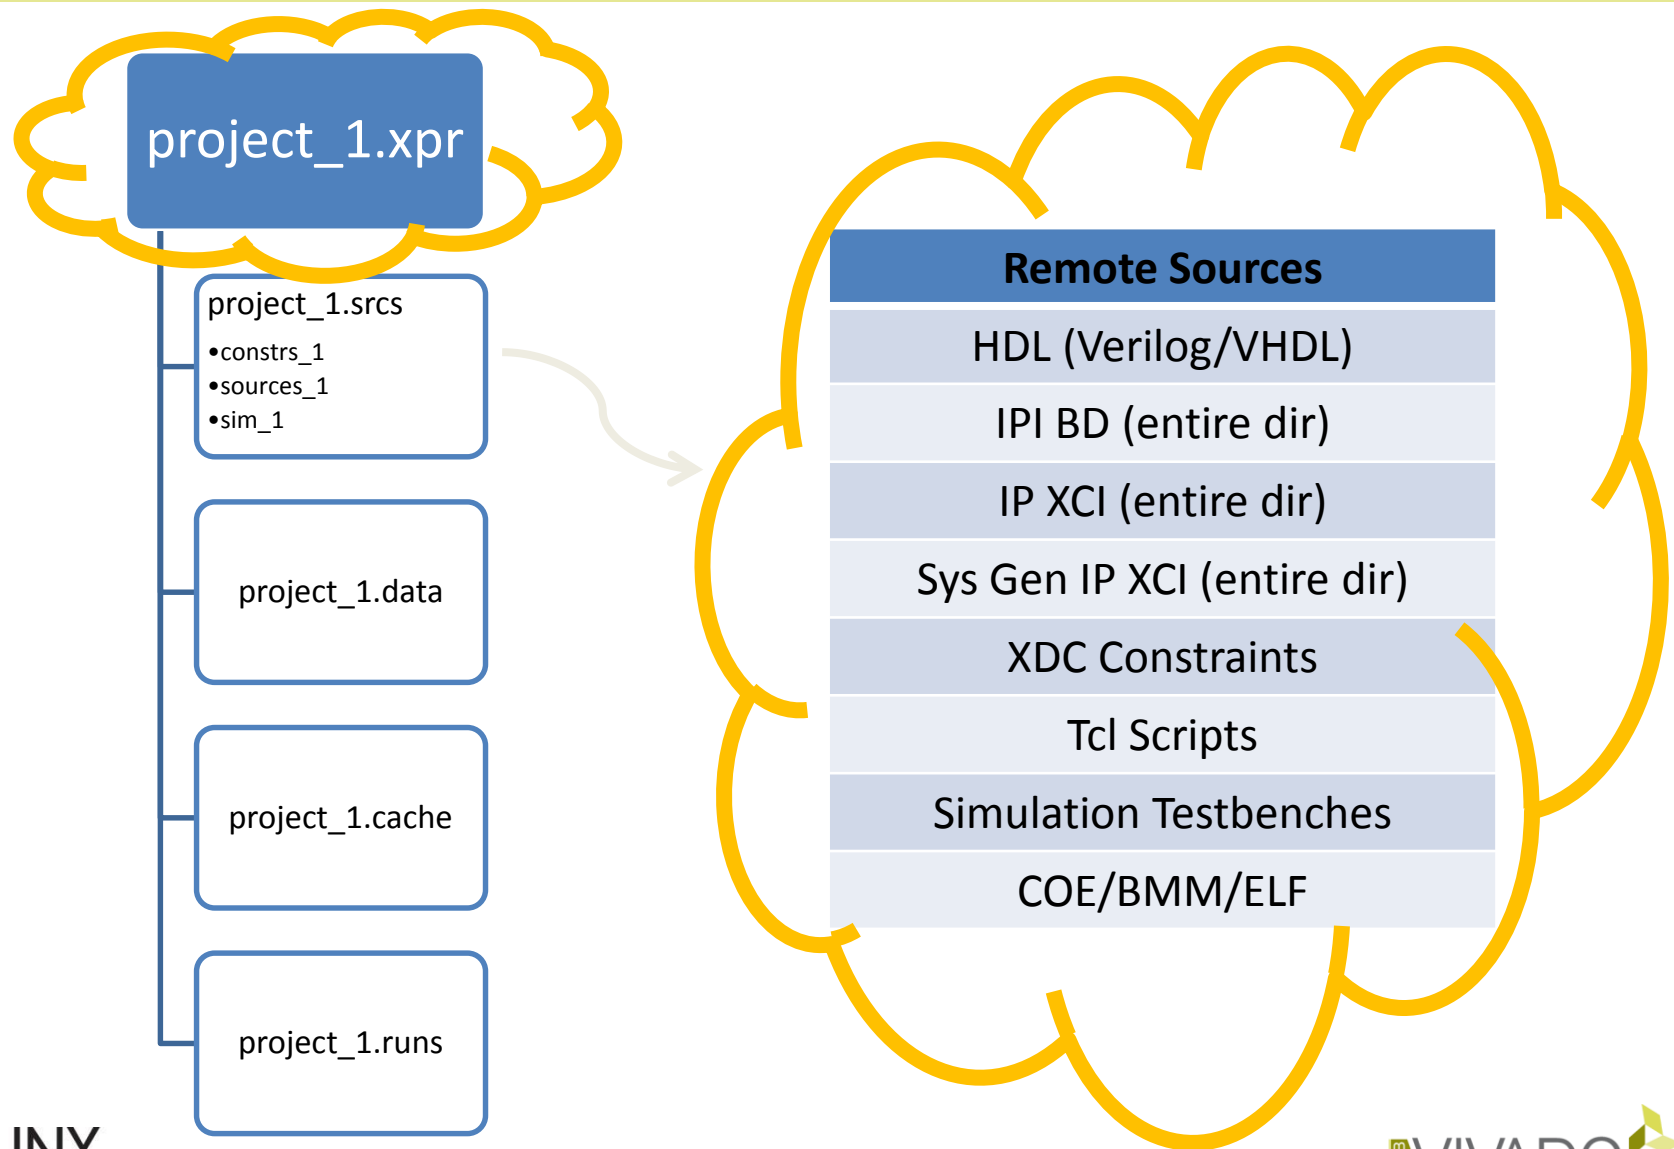 project_1.xpr
project_1.srcs
•constrs_1
•sources_1
•sim_1
project_1.data
project_1.cache
project_1.runs
Remote Sources
HDL (Verilog/VHDL)
IPI BD (entire dir)
IP XCI (entire dir)
Sys Gen IP XCI (entire dir)
XDC Constraints
Tcl Scripts
Simulation Testbenches
COE/BMM/ELF